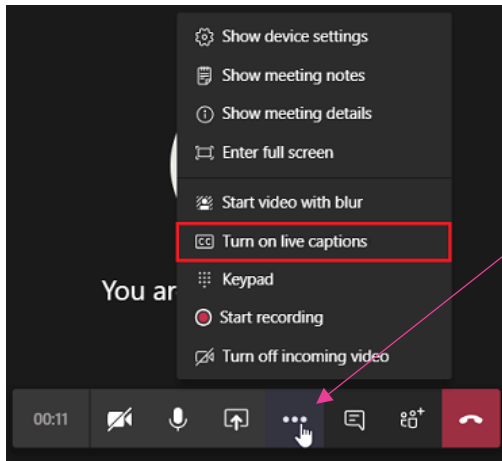 Show device settings
Show meeting notes
Show meeting details
Enter full screen
Start video with blur
CC Turn on live captions
Keypad
You ar
Start recording
Turn off incoming video
00:11